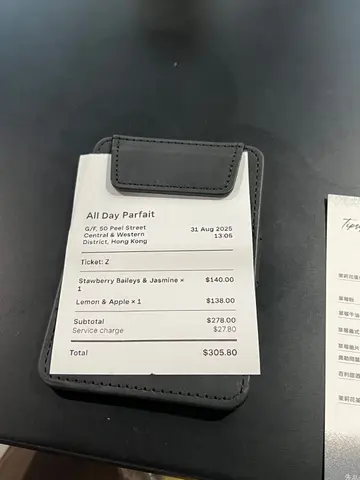 All Day Parfait
G/F, 50 Peel Street
Central & Western
District, Hong Kong
31 Aug 2025
13:05
Ticket: Z
Stawberry Baileys & Jasmine ×
1
$140.00
Lemon & Apple × 1
$138.00
Subtotal
$278.00
Service charge
$27.80
Total
$305.80